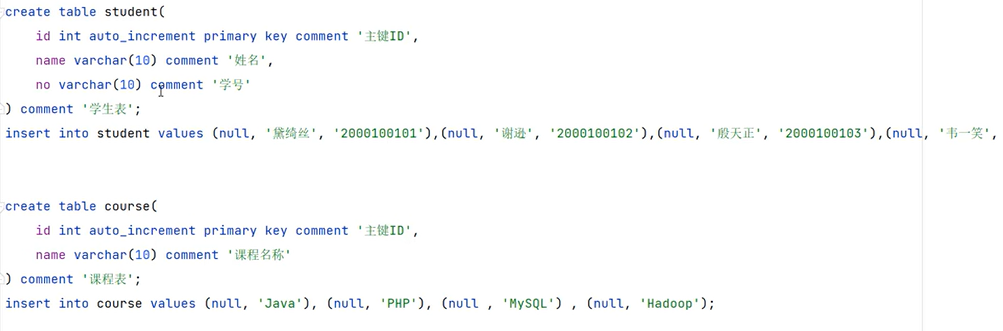 create table student(
id int auto_increment primary key comment '主键ID',
name varchar(10) comment '姓名',
no varchar(10) comment '学号'
) comment '学生表';
insert into student values (null, '黛绮丝', '2000100101'),(null, '谢逊', '2000100102'),(null, '殷天正', '2000100103'),(null, '韦一笑',
create table course(
id int auto_increment primary key comment '主键ID',
name varchar(10) comment '课程名称'
) comment '课程表';
insert into course values (null, 'Java'), (null, 'PHP'), (null , 'MySQL') , (null, 'Hadoop');